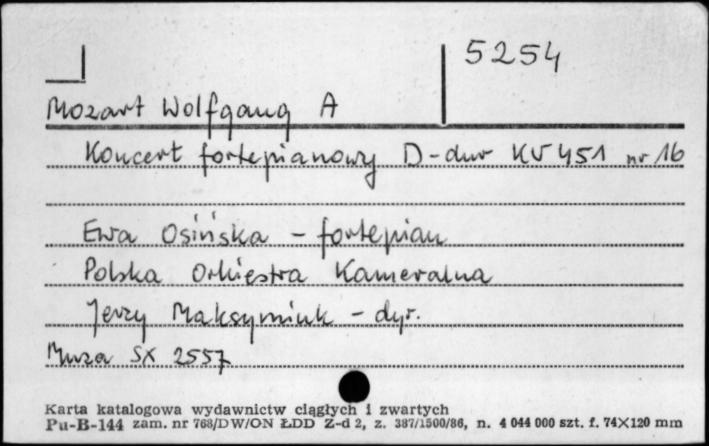 5254
Mozart Wolfgang A
Koncert fortepianowy D-dur KV 451 nr 16
Ewa Osińska - fortepian
Polska Orkiestra Kameralna
Jerzy Maksymiuk - dyr.
Muza SX 2557
Karta katalogowa wydawnictw ciągłych i zwartych
Pu-B-144 zam. nr 768/DW/ON ŁDD Z-d 2, z. 387/1500/86, n. 4 044 000 szt. f. 74×120 mm